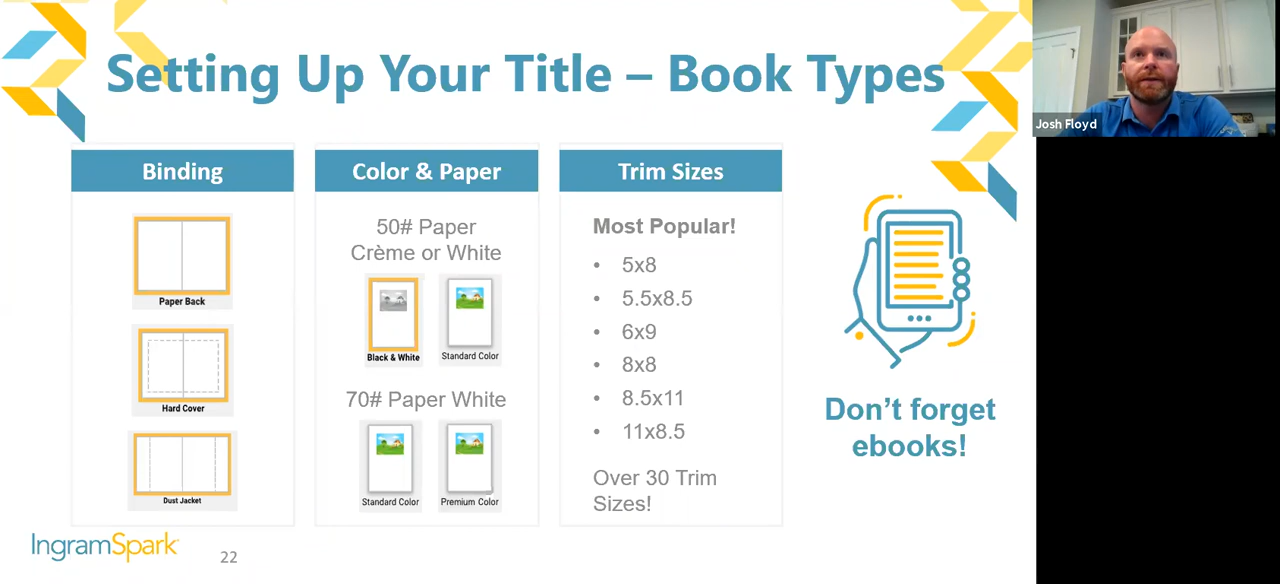 Setting Up Your Title – Book Types
Josh Floyd
Binding
Paper Back
Hard Cover
Dust Jacket
Color & Paper
50# Paper
Crème or White
Black & White
Standard Color
70# Paper White
Standard Color
Premium Color
Trim Sizes
Most Popular!
• 5x8
• 5.5x8.5
• 6x9
• 8x8
• 8.5x11
• 11x8.5
Over 30 Trim
Sizes!
Don’t forget
ebooks!
IngramSpark
22